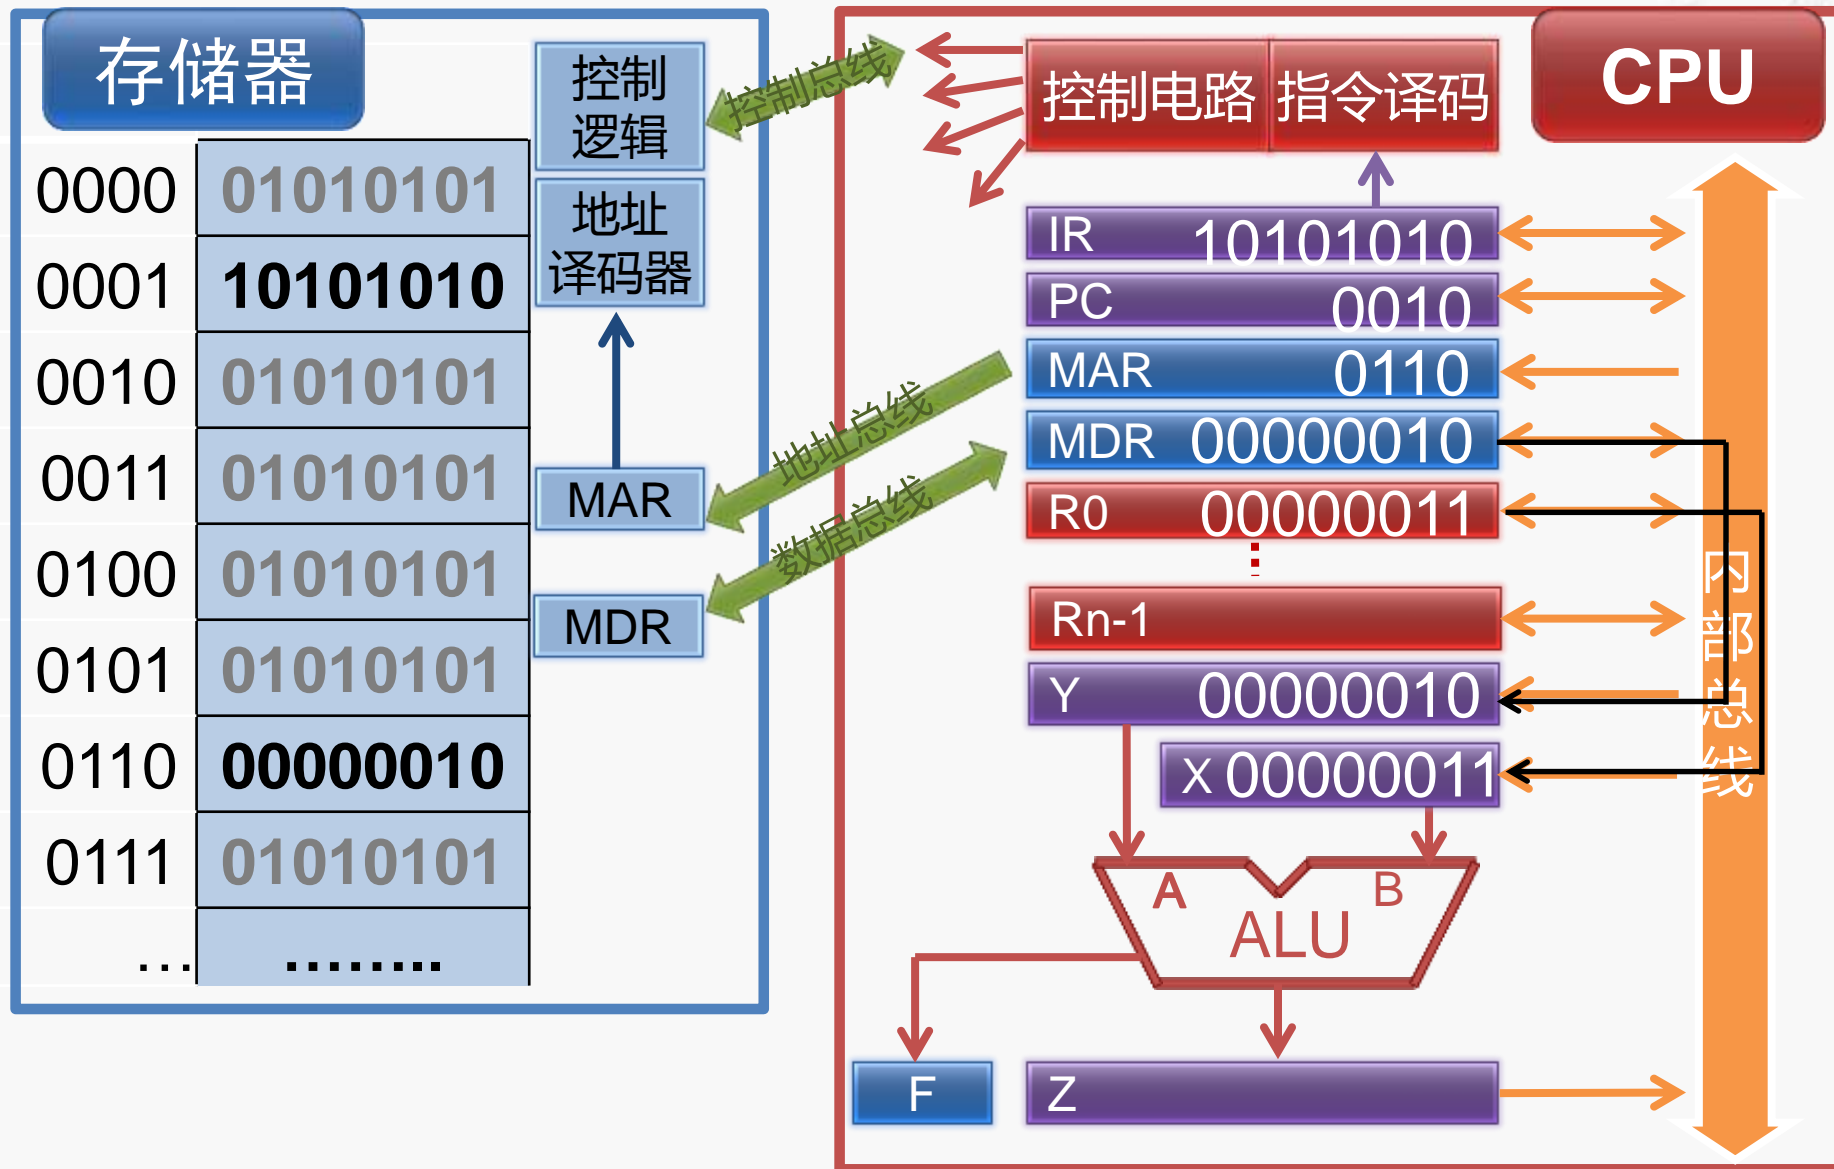 存储器
控制
逻辑
地址
译码器
MAR
MDR
0000 01010101
0001 10101010
0010 01010101
0011 01010101
0100 01010101
0101 01010101
0110 00000010
0111 01010101
... ........
控制总线
地址总线
数据总线
CPU
控制电路 指令译码
IR 10101010
PC 0010
MAR 0110
MDR 00000010
R0 00000011
Rn-1
Y 00000010
X 00000011
A B
ALU
F
Z
内
部
总
线